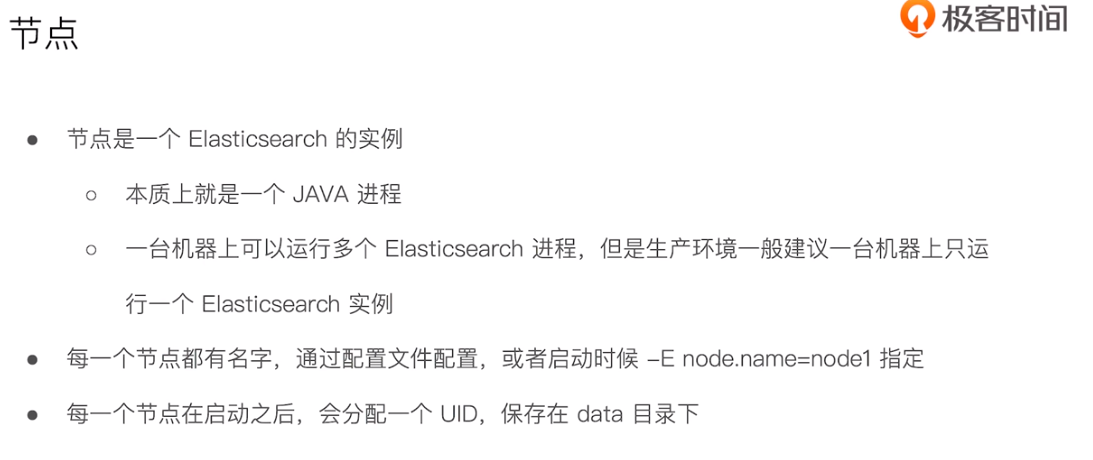 节点
极客时间
● 节点是一个 Elasticsearch 的实例
○ 本质上就是一个 JAVA 进程
○ 一台机器上可以运行多个 Elasticsearch 进程，但是生产环境一般建议一台机器上只运
行一个 Elasticsearch 实例
● 每一个节点都有名字，通过配置文件配置，或者启动时候 -E node.name=node1 指定
● 每一个节点在启动之后，会分配一个 UID，保存在 data 目录下